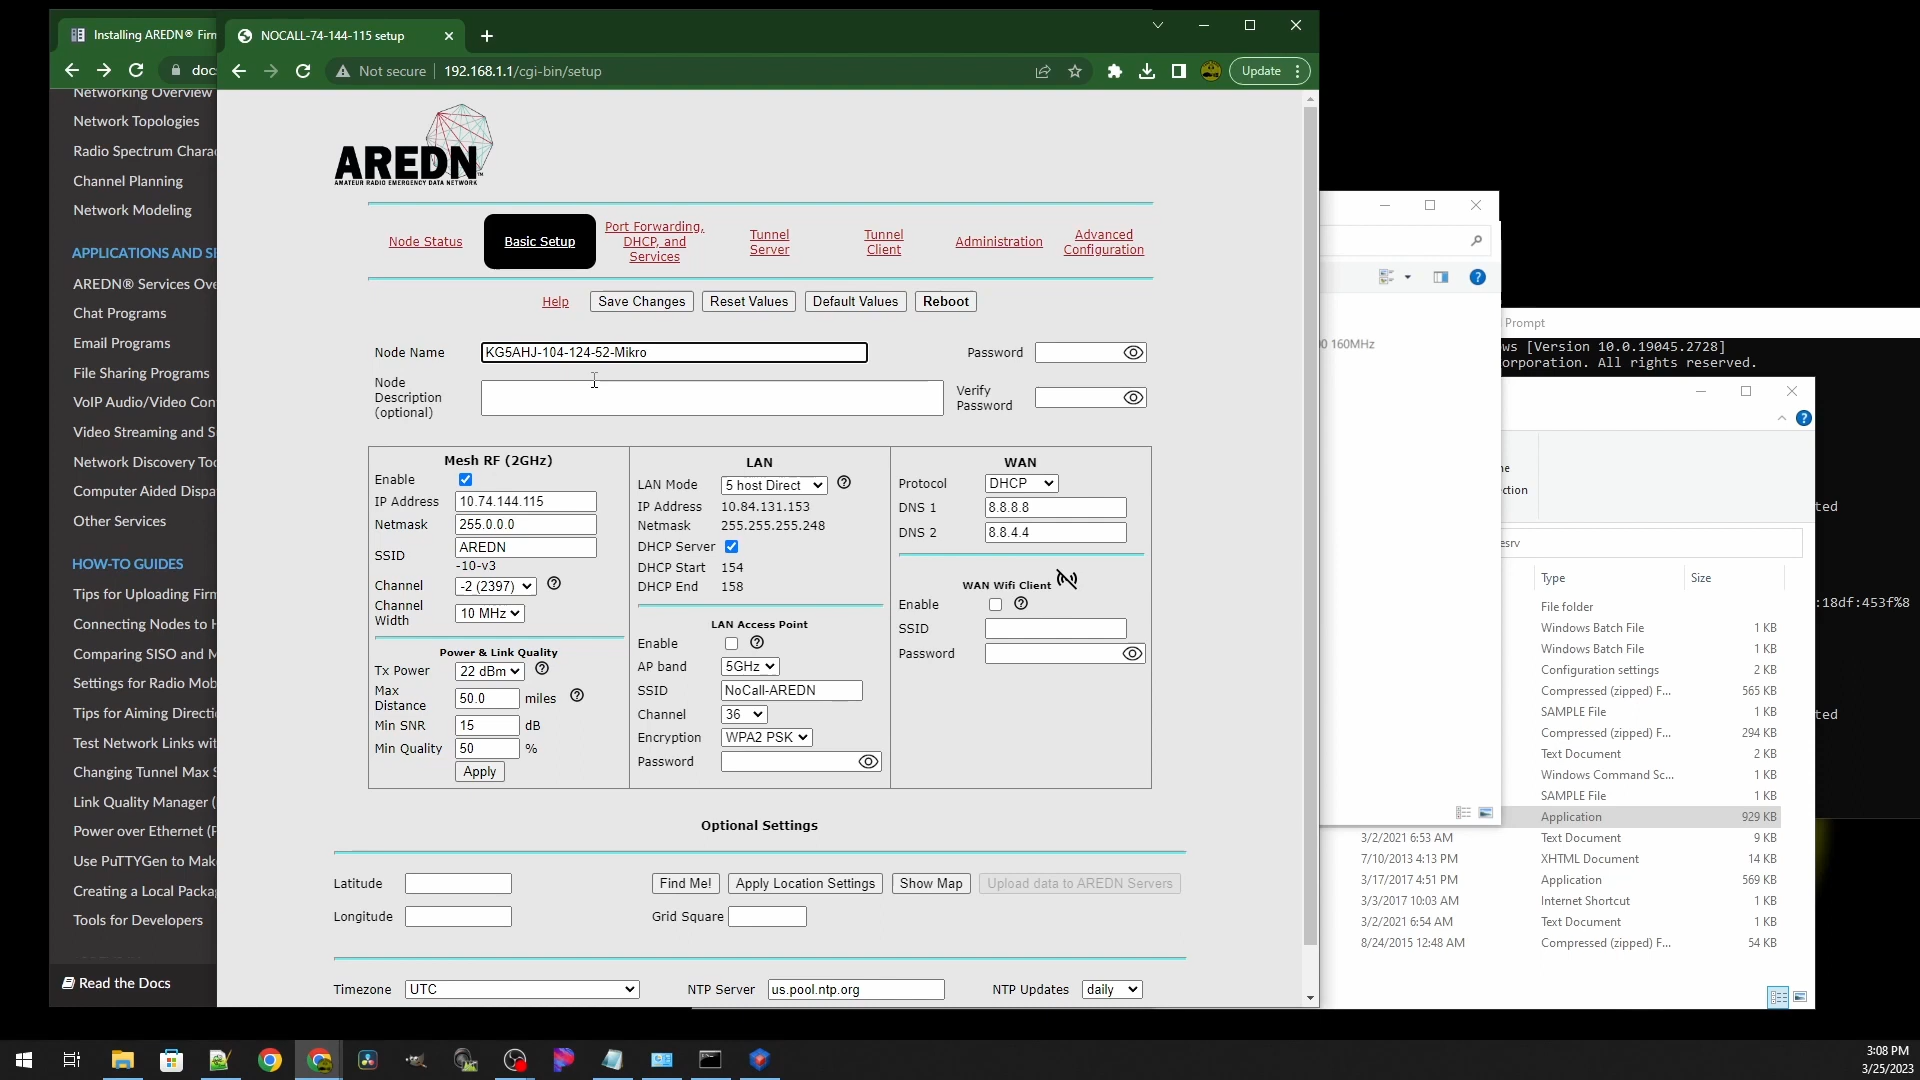 Installing AREDN® Firm
NOCALL-74-144-115 setup
docs
Not secure
192.168.1.1/cgi-bin/setup
Update
Networking Overview
Network Topologies
Radio Spectrum Charac
Channel Planning
Network Modeling
APPLICATIONS AND SE
AREDN® Services Ove
Chat Programs
Email Programs
File Sharing Programs
VoIP Audio/Video Con
Video Streaming and S
Network Discovery Too
Computer Aided Dispa
Other Services
HOW-TO GUIDES
Tips for Uploading Firm
Connecting Nodes to H
Comparing SISO and M
Settings for Radio Mob
Tips for Aiming Directi
Test Network Links wit
Changing Tunnel Max S
Link Quality Manager (
Power over Ethernet (P
Use PuTTYGen to Make
Creating a Local Packag
Tools for Developers
Read the Docs
AREDN
AMATEUR RADIO EMERGENCY DATA NETWORK
Node Status
Basic Setup
Port Forwarding,
DHCP, and
Services
Tunnel
Server
Tunnel
Client
Administration
Advanced
Configuration
Help
Save Changes
Reset Values
Default Values
Reboot
Node Name
KG5AHJ-104-124-52-Mikro
Password
Node
Description
(optional)
Verify
Password
Mesh RF (2GHz)
Enable
IP Address 10.74.144.115
Netmask 255.0.0.0
SSID AREDN
-10-v3
Channel -2 (2397)
Channel
Width 10 MHz
Power & Link Quality
Tx Power 22 dBm
Max
Distance 50.0 miles
Min SNR 15 dB
Min Quality 50 %
Apply
LAN
LAN Mode 5 host Direct
IP Address 10.84.131.153
Netmask 255.255.255.248
DHCP Server
DHCP Start 154
DHCP End 158
LAN Access Point
Enable
AP band 5GHz
SSID NoCall-AREDN
Channel 36
Encryption WPA2 PSK
Password
WAN
Protocol DHCP
DNS 1 8.8.8.8
DNS 2 8.8.4.4
WAN Wifi Client
Enable
SSID
Password
Optional Settings
Latitude
Find Me!
Apply Location Settings
Show Map
Upload data to AREDN Servers
Longitude
Grid Square
Timezone UTC
NTP Server us.pool.ntp.org
NTP Updates daily
0 160MHz
Prompt
ws [Version 10.0.19045.2728]
orporation. All rights reserved.
ne
ction
ted
esrv
Type Size
:18df:453f%8
ted
File folder
Windows Batch File 1 KB
Windows Batch File 1 KB
Configuration settings 2 KB
Compressed (zipped) F... 565 KB
SAMPLE File 1 KB
Compressed (zipped) F... 294 KB
Text Document 2 KB
Windows Command Sc... 1 KB
SAMPLE File 1 KB
Application 929 KB
3/2/2021 6:53 AM Text Document 9 KB
7/10/2013 4:13 PM XHTML Document 14 KB
3/17/2017 4:51 PM Application 569 KB
3/3/2017 10:03 AM Internet Shortcut 1 KB
3/2/2021 6:54 AM Text Document 1 KB
8/24/2015 12:48 AM Compressed (zipped) F... 54 KB
3:08 PM
3/25/2023